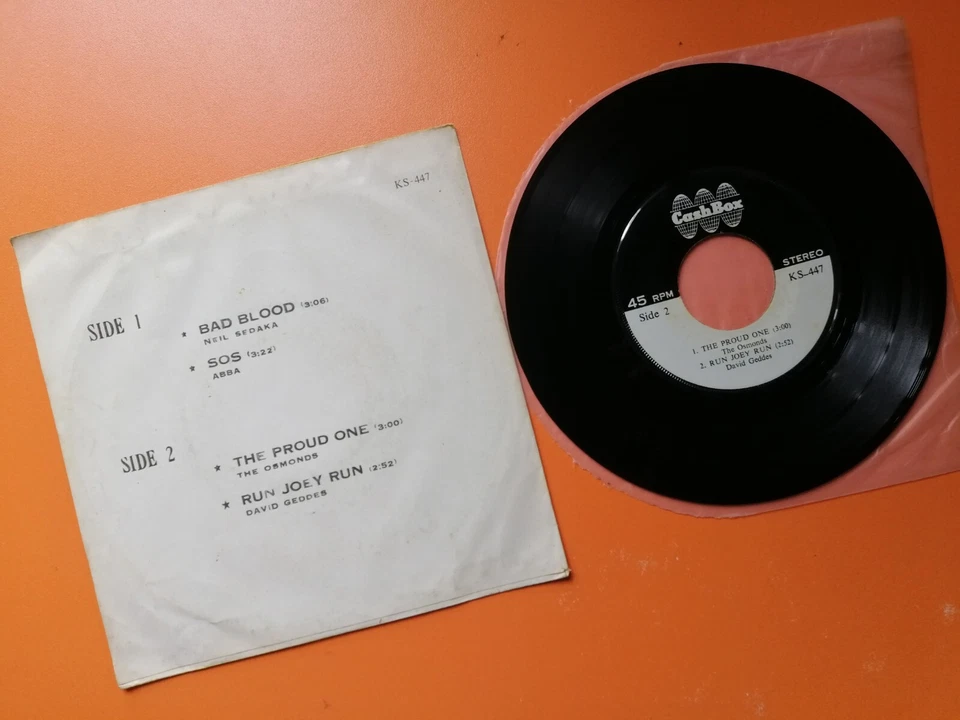 KS-447
SIDE 1
★ BAD BLOOD (3:06)
NEIL SEDAKA
★ SOS (3:22)
ABBA
SIDE 2
★ THE PROUD ONE (3:00)
THE OSMONDS
★ RUN JOEY RUN (2:52)
DAVID GEDDES
CashBox
45 RPM
STEREO
Side 2
KS-447
1. THE PROUD ONE (3:00)
The Osmonds
2. RUN JOEY RUN (2:52)
David Geddes